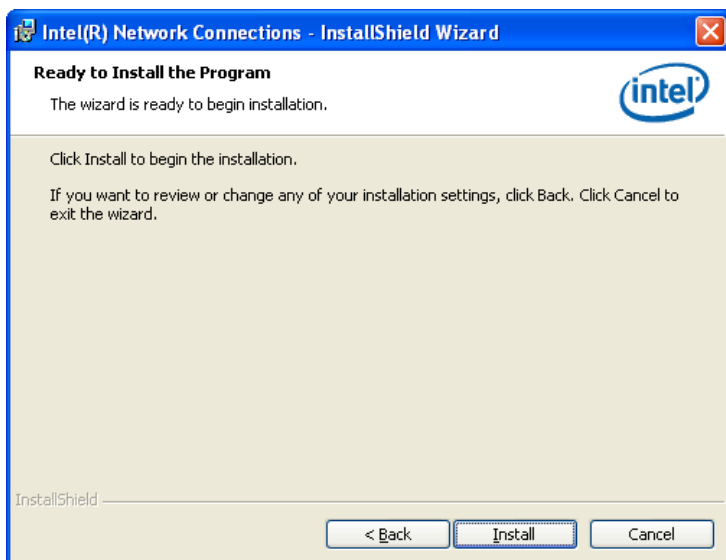 Intel(R) Network Connections - InstallShield Wizard
Ready to Install the Program
The wizard is ready to begin installation.
intel
Click Install to begin the installation.
If you want to review or change any of your installation settings, click Back. Click Cancel to
exit the wizard.
InstallShield
< Back
Install
Cancel